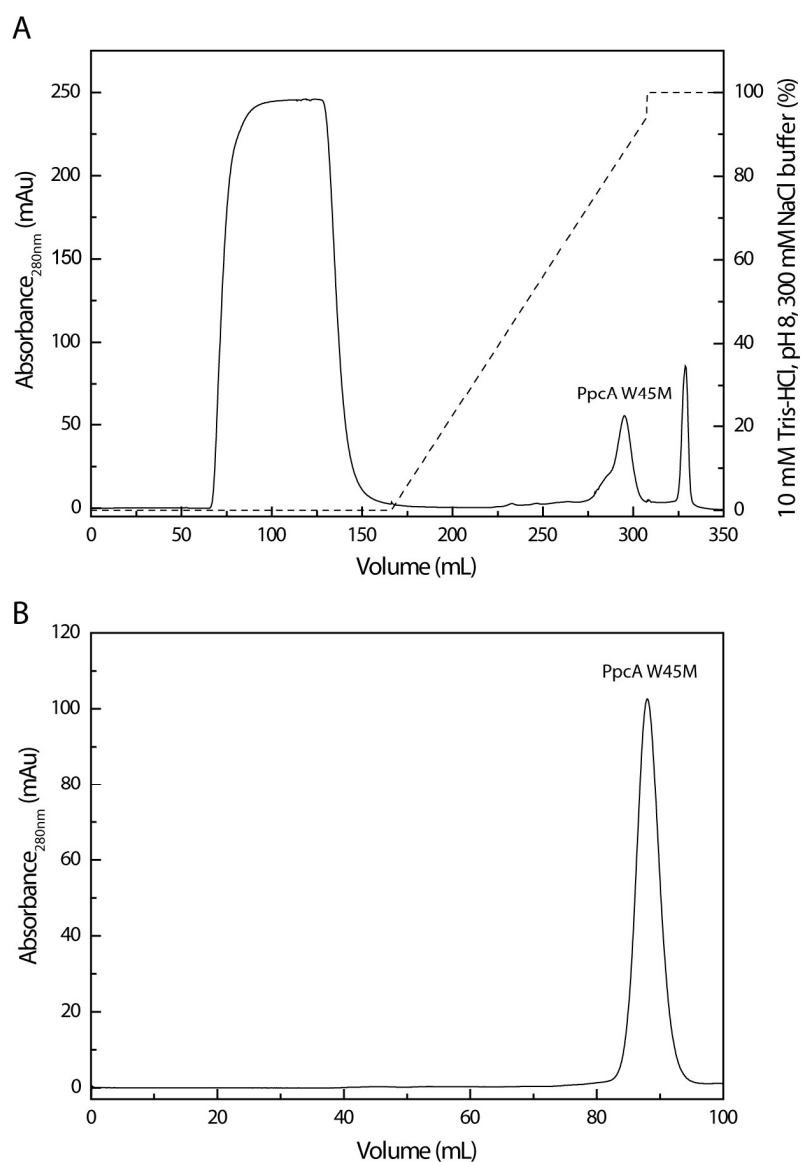 A
250
200
150
100
50
0
Absorbance280nm (mAu)
100
80
60
40
20
0
10 mM Tris-HCl, pH 8, 300 mM NaCl buffer (%)
PpcA W45M
0 50 100 150 200 250 300 350
Volume (mL)
B
120
100
80
60
40
20
0
Absorbance280nm (mAu)
PpcA W45M
0 20 40 60 80 100
Volume (mL)